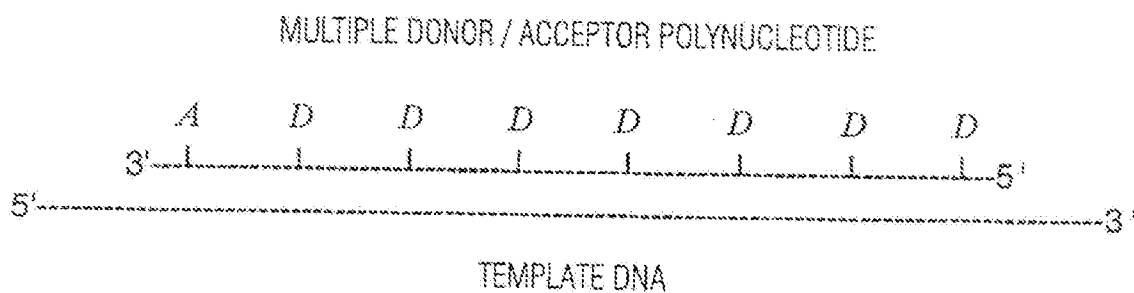 MULTIPLE DONOR / ACCEPTOR POLYNUCLEOTIDE
A D D D D D D D
3' 5'
5' 3'
TEMPLATE DNA